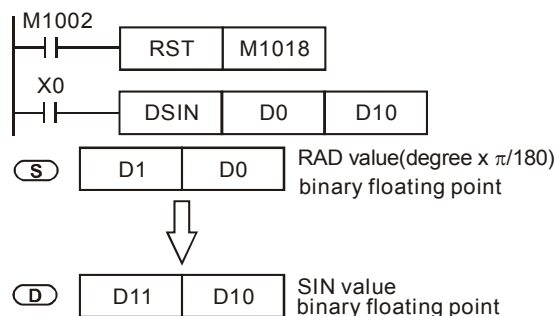 M1002
RST M1018
X0
DSIN D0 D10
S D1 D0 RAD value(degree x π/180)
binary floating point
D D11 D10 SIN value
binary floating point